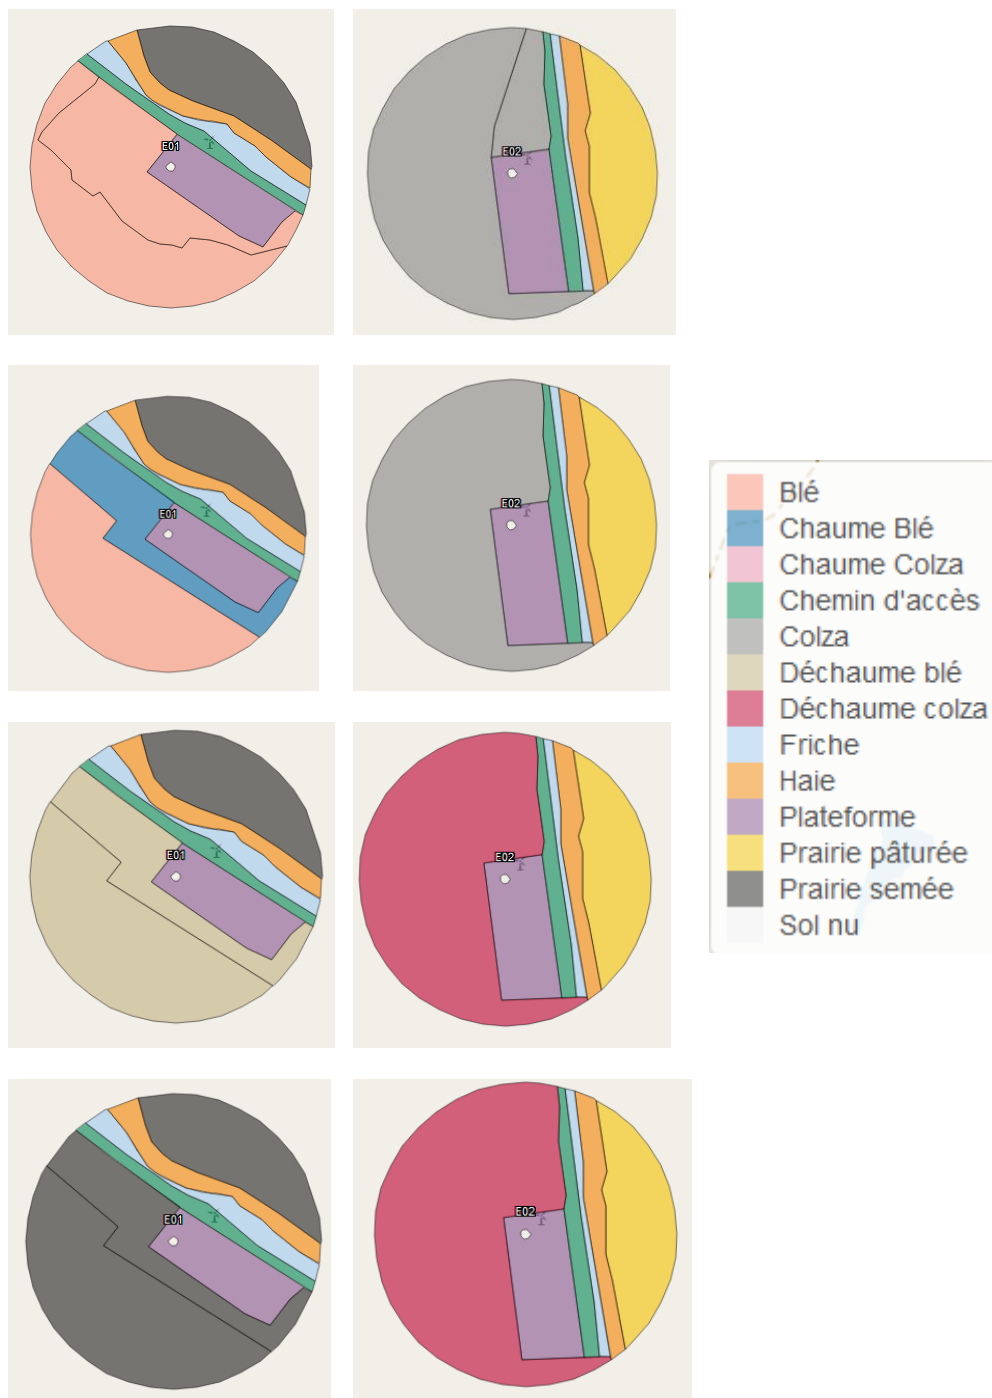 E01
E02
E01
E02
E01
E02
E01
E02
Blé
Chaume Blé
Chaume Colza
Chemin d'accès
Colza
Déchaume blé
Déchaume colza
Friche
Haie
Plateforme
Prairie pâturée
Prairie semée
Sol nu